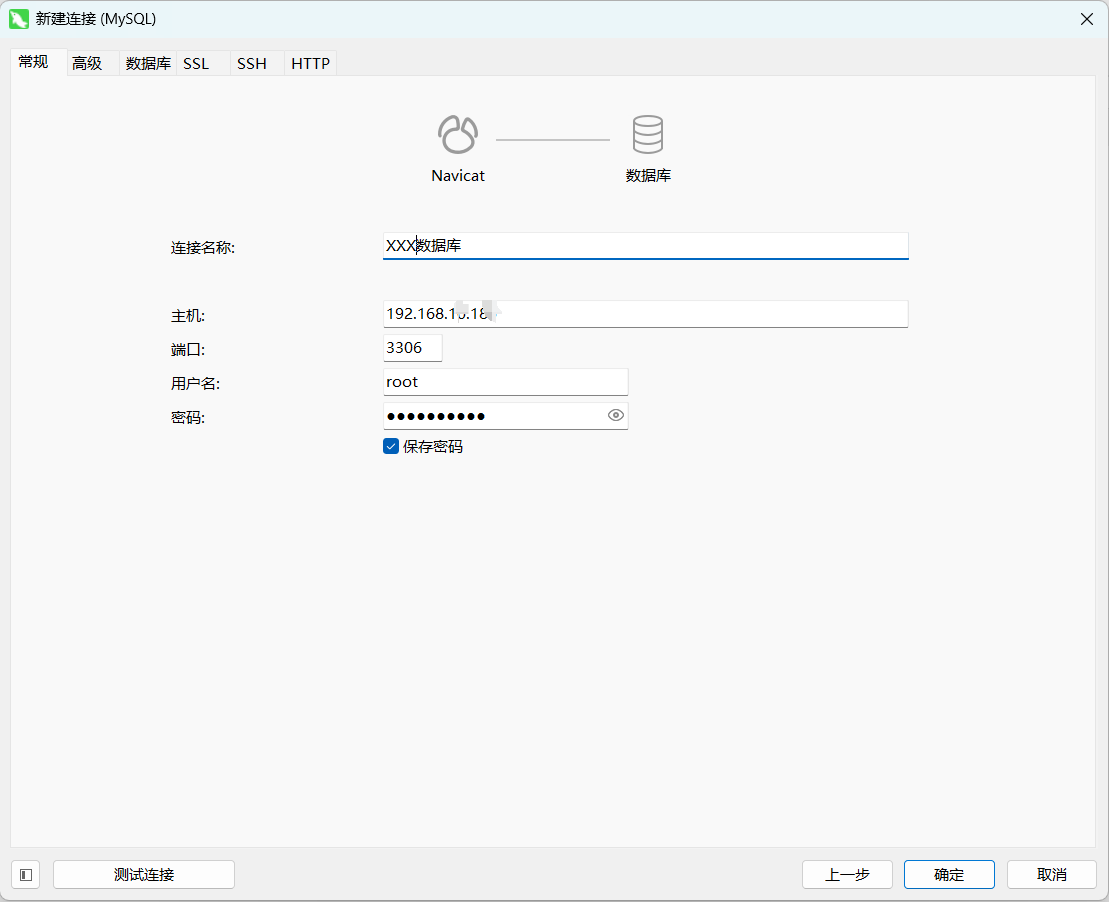 新建连接 (MySQL)
常规 高级 数据库 SSL SSH HTTP
Navicat 数据库
连接名称: XXX数据库
主机:
端口: 3306
用户名: root
密码: ●●●●●●●●●●
保存密码
测试连接 上一步 确定 取消